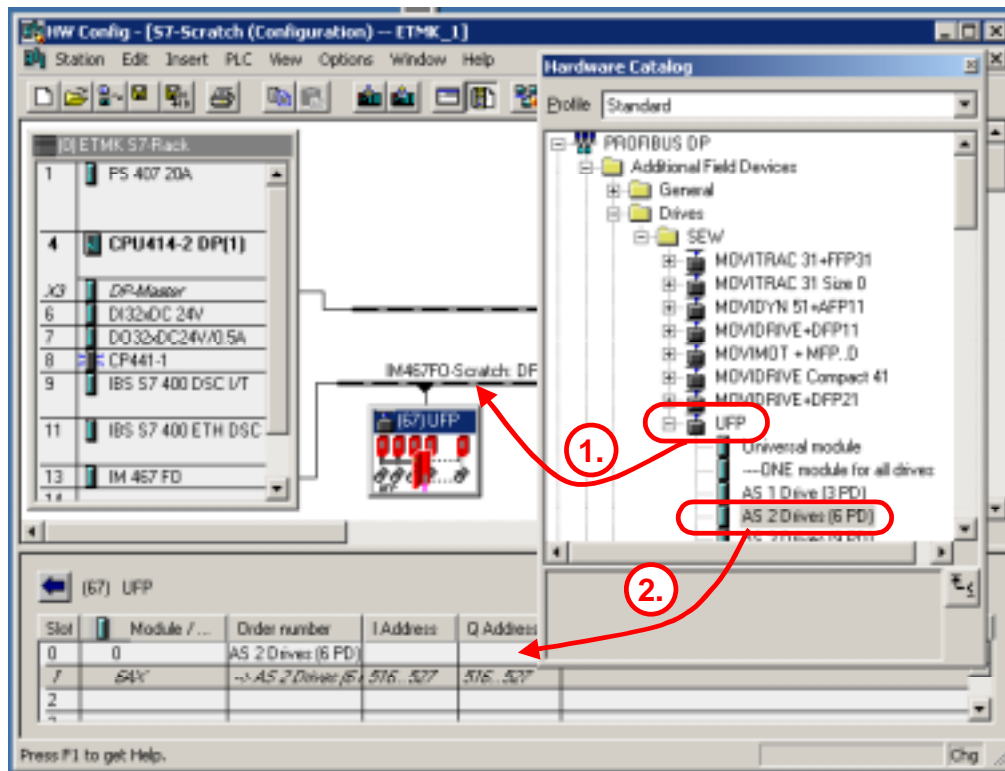 HW Config - [S7-Scratch (Configuration) -- ETMK_1]
Station Edit Insert PLC View Options Window Help
(0) ETMK S7-Rack
1 PS 407 20A
4 CPU414-2 DP(1)
X3 DP-Master
6 DI32xDC 24V
7 DO32xDC24V/0.5A
8 CP441-1
9 IBS S7 400 DSC I/T
11 IBS S7 400 ETH DSC
13 IM 467 FO
14
IM467FO-Scratch: DP
(67) UFP
1.
Hardware Catalog
Profile Standard
PROFIBUS DP
Additional Field Devices
General
Drives
SEW
MOVITRAC 31+FFP31
MOVITRAC 31 Size 0
MOVIDYN 51+AFP11
MOVIDRIVE+DFP11
MOVIMOT + MFP..D
MOVIDRIVE Compact 41
MOVIDRIVE+DFP21
UFP
Universal module
---ONE module for all drives
AS 1 Drive (3 PD)
AS 2 Drives (6 PD)
2.
(67) UFP
Slot Module / ... Order number I Address Q Address
0 0 AS 2 Drives (6 PD)
1 6AX --> AS 2 Drives (6 516...527 516...527
2
Press F1 to get Help.
Chg